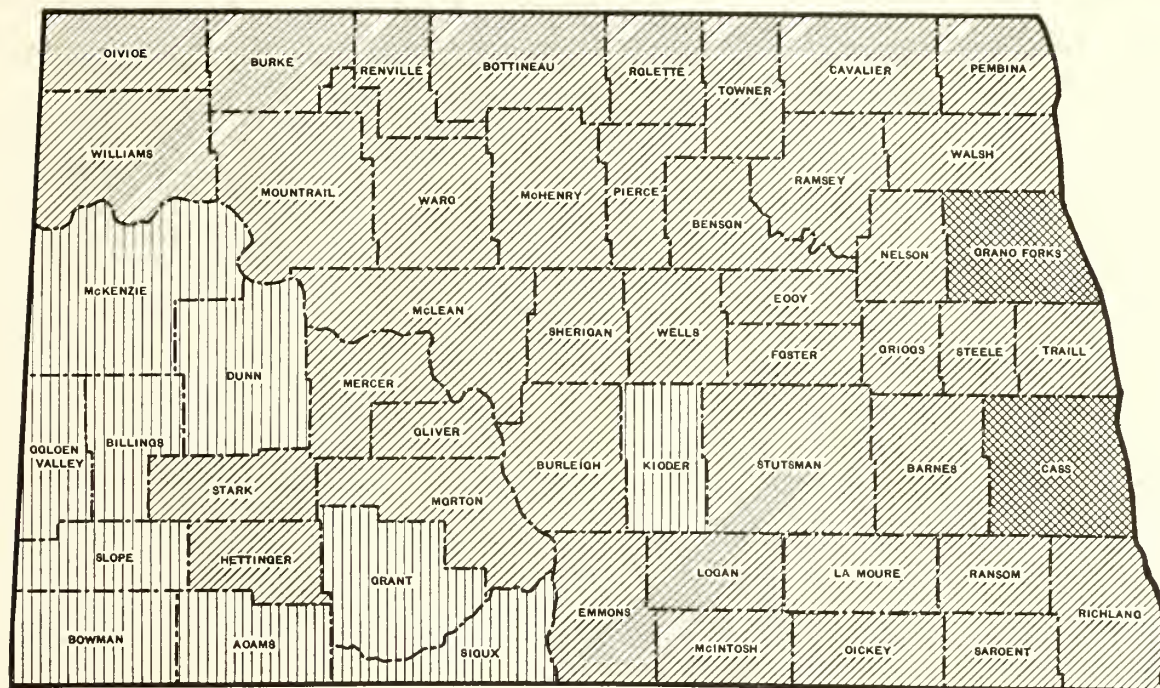 DIVIDE
BURKE
RENVILLE
BOTTINEAU
ROLETTE
TOWNER
CAVALIER
PEMBINA
WILLIAMS
MOUNTRAIL
WARD
McHENRY
PIERCE
BENSON
RAMSEY
WALSH
NELSON
GRAND FORKS
McKENZIE
DUNN
McLEAN
MERCER
OLIVER
SHERIDAN
WELLS
EDDY
FOSTER
GRIGGS
STEELE
TRAILL
GOLDEN
VALLEY
BILLINGS
STARK
MORTON
BURLEIGH
KIDDER
STUTSMAN
BARNES
CASS
SLOPE
HETTINGER
GRANT
EMMONS
LOGAN
LA MOURE
RANSOM
RICHLAND
BOWMAN
ADAMS
SIOUX
McINTOSH
DICKEY
SARGENT